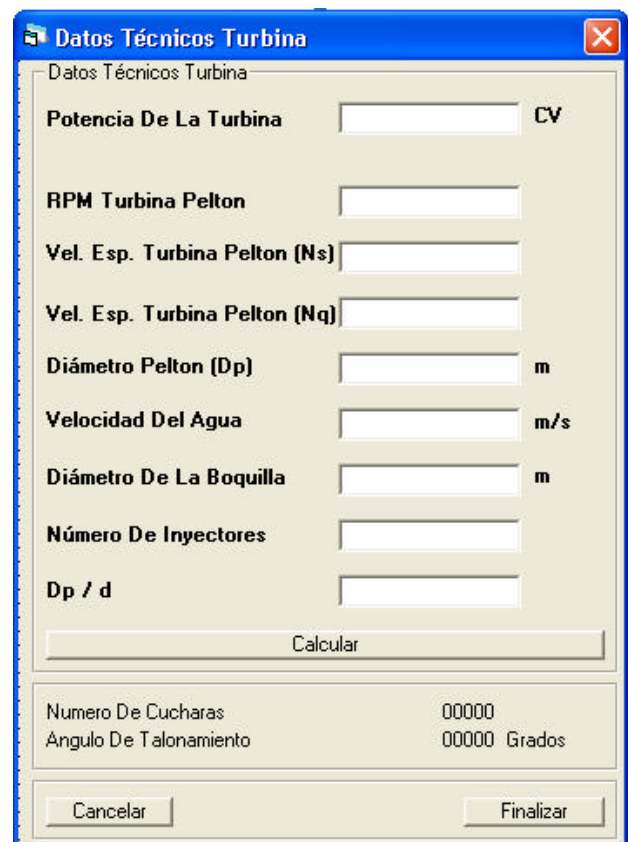 Datos Técnicos Turbina
Datos Técnicos Turbina
Potencia De La Turbina CV
RPM Turbina Pelton
Vel. Esp. Turbina Pelton (Ns)
Vel. Esp. Turbina Pelton (Nq)
Diámetro Pelton (Dp) m
Velocidad Del Agua m/s
Diámetro De La Boquilla m
Número De Inyectores
Dp / d
Calcular
Numero De Cucharas 00000
Angulo De Talonamiento 00000 Grados
Cancelar Finalizar